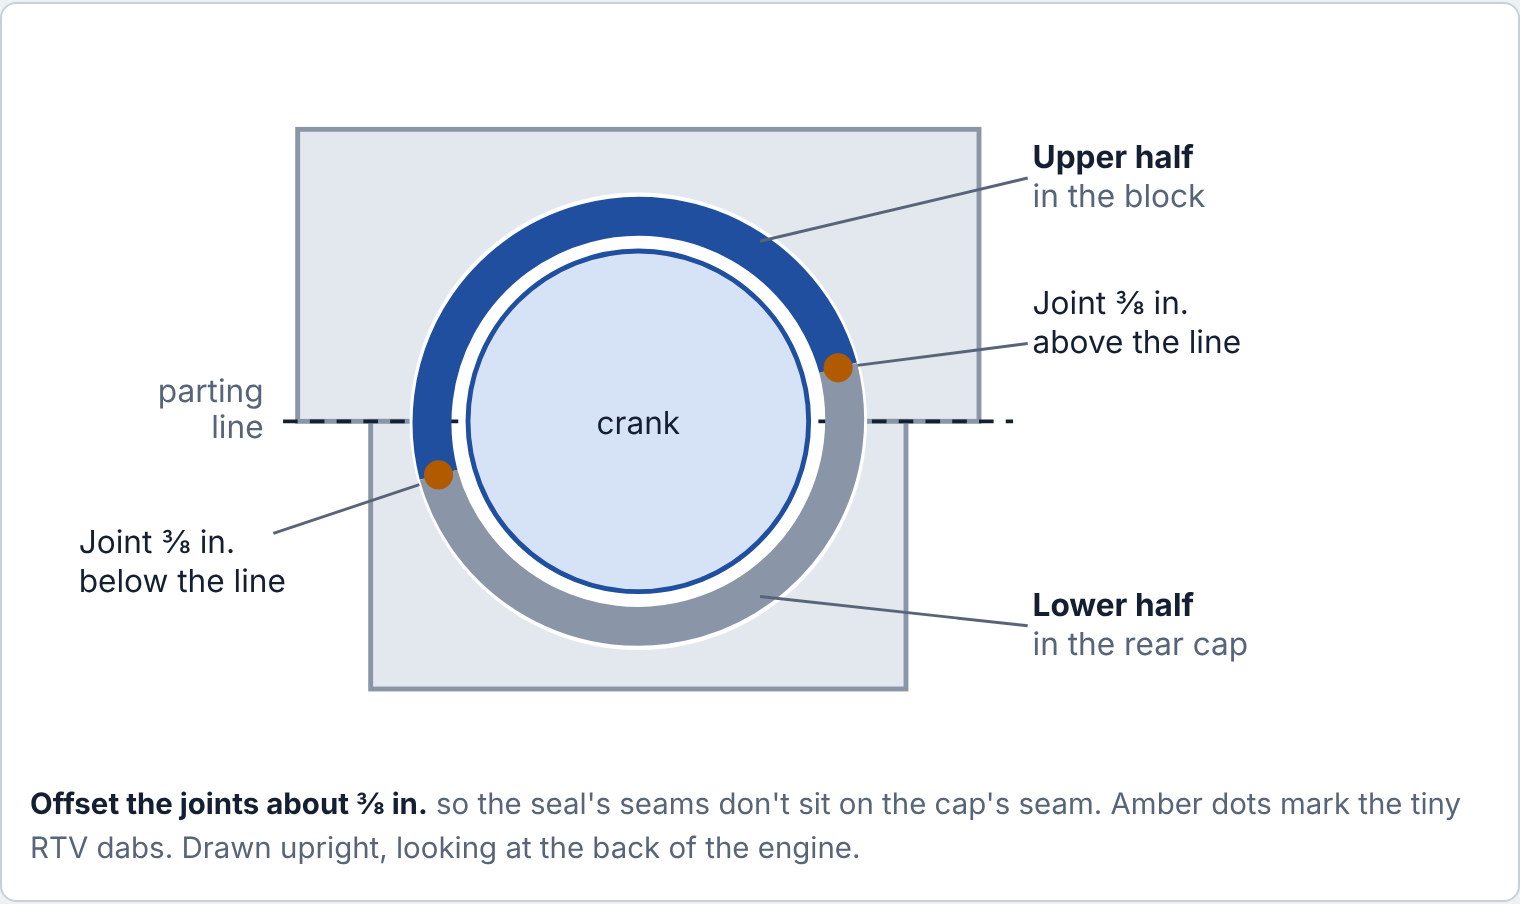 Upper half
in the block
Joint ⅜ in.
above the line
parting
line
crank
Joint ⅜ in.
below the line
Lower half
in the rear cap
Offset the joints about ⅜ in. so the seal's seams don't sit on the cap's seam. Amber dots mark the tiny
RTV dabs. Drawn upright, looking at the back of the engine.